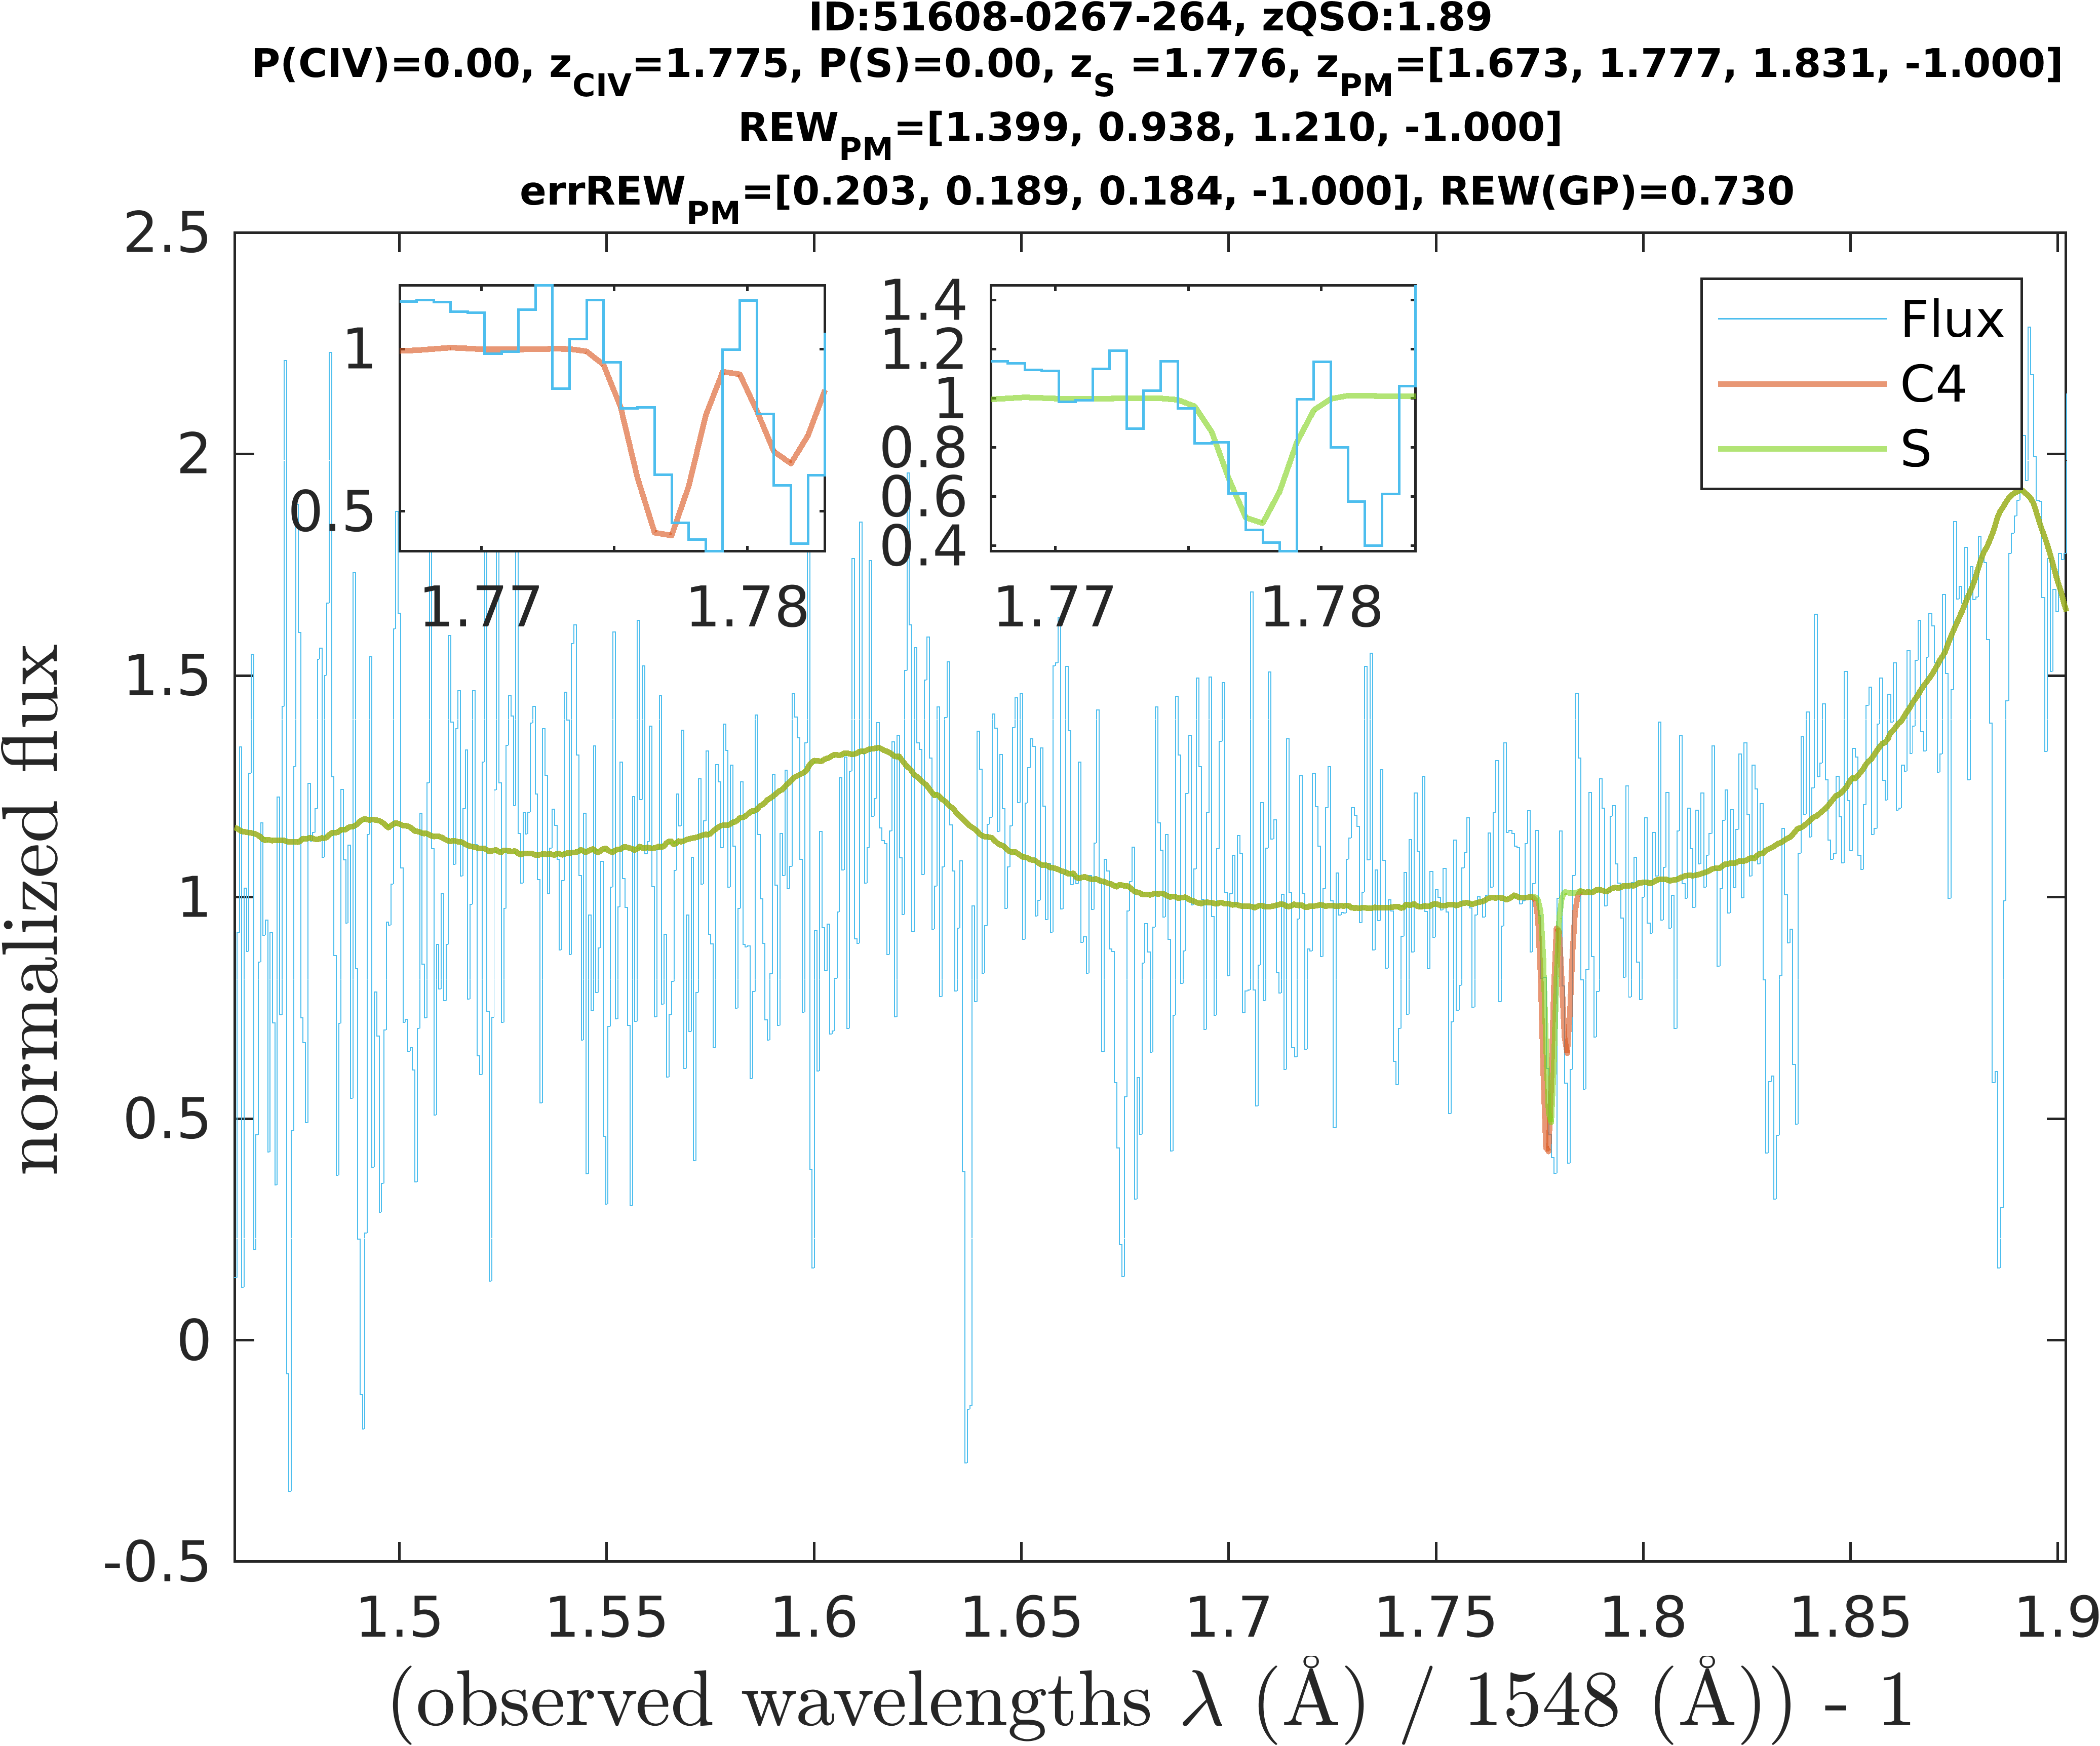 ID:51608-0267-264, zQSO:1.89
P(CIV)=0.00, zCIV=1.775, P(S)=0.00, zS =1.776, zPM=[1.673, 1.777, 1.831, -1.000]
REWPM=[1.399, 0.938, 1.210, -1.000]
errREWPM=[0.203, 0.189, 0.184, -1.000], REW(GP)=0.730
2.5
2
1.5
1
0.5
0
-0.5
normalized flux
1
0.5
1.77 1.78
1.4
1.2
1
0.8
0.6
0.4
1.77 1.78
Flux
C4
S
1.5 1.55 1.6 1.65 1.7 1.75 1.8 1.85 1.9
(observed wavelengths λ (Å) / 1548 (Å)) - 1